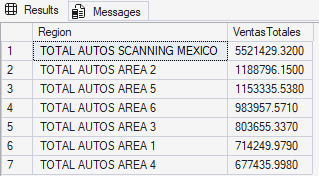 Results Messages
Region VentasTotales
1 TOTAL AUTOS SCANNING MEXICO 5521429.3200
2 TOTAL AUTOS AREA 2 1188796.1500
3 TOTAL AUTOS AREA 5 1153335.5380
4 TOTAL AUTOS AREA 6 983957.5710
5 TOTAL AUTOS AREA 3 803655.3370
6 TOTAL AUTOS AREA 1 714249.9790
7 TOTAL AUTOS AREA 4 677435.9980